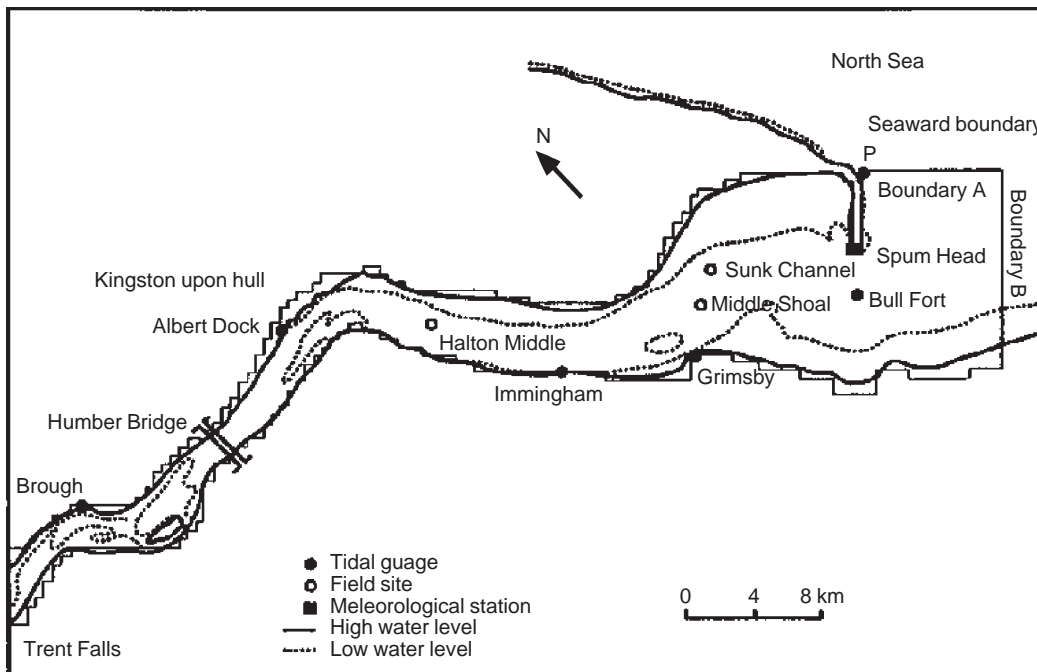 North Sea
Seaward boundary
N
P
Boundary A
Boundary B
Spum Head
Kingston upon hull
Sunk Channel
Bull Fort
Middle Shoal
Albert Dock
Halton Middle
Grimsby
Immingham
Humber Bridge
Brough
Tidal guage
Field site
Meleorological station
High water level
Low water level
0 4 8 km
Trent Falls